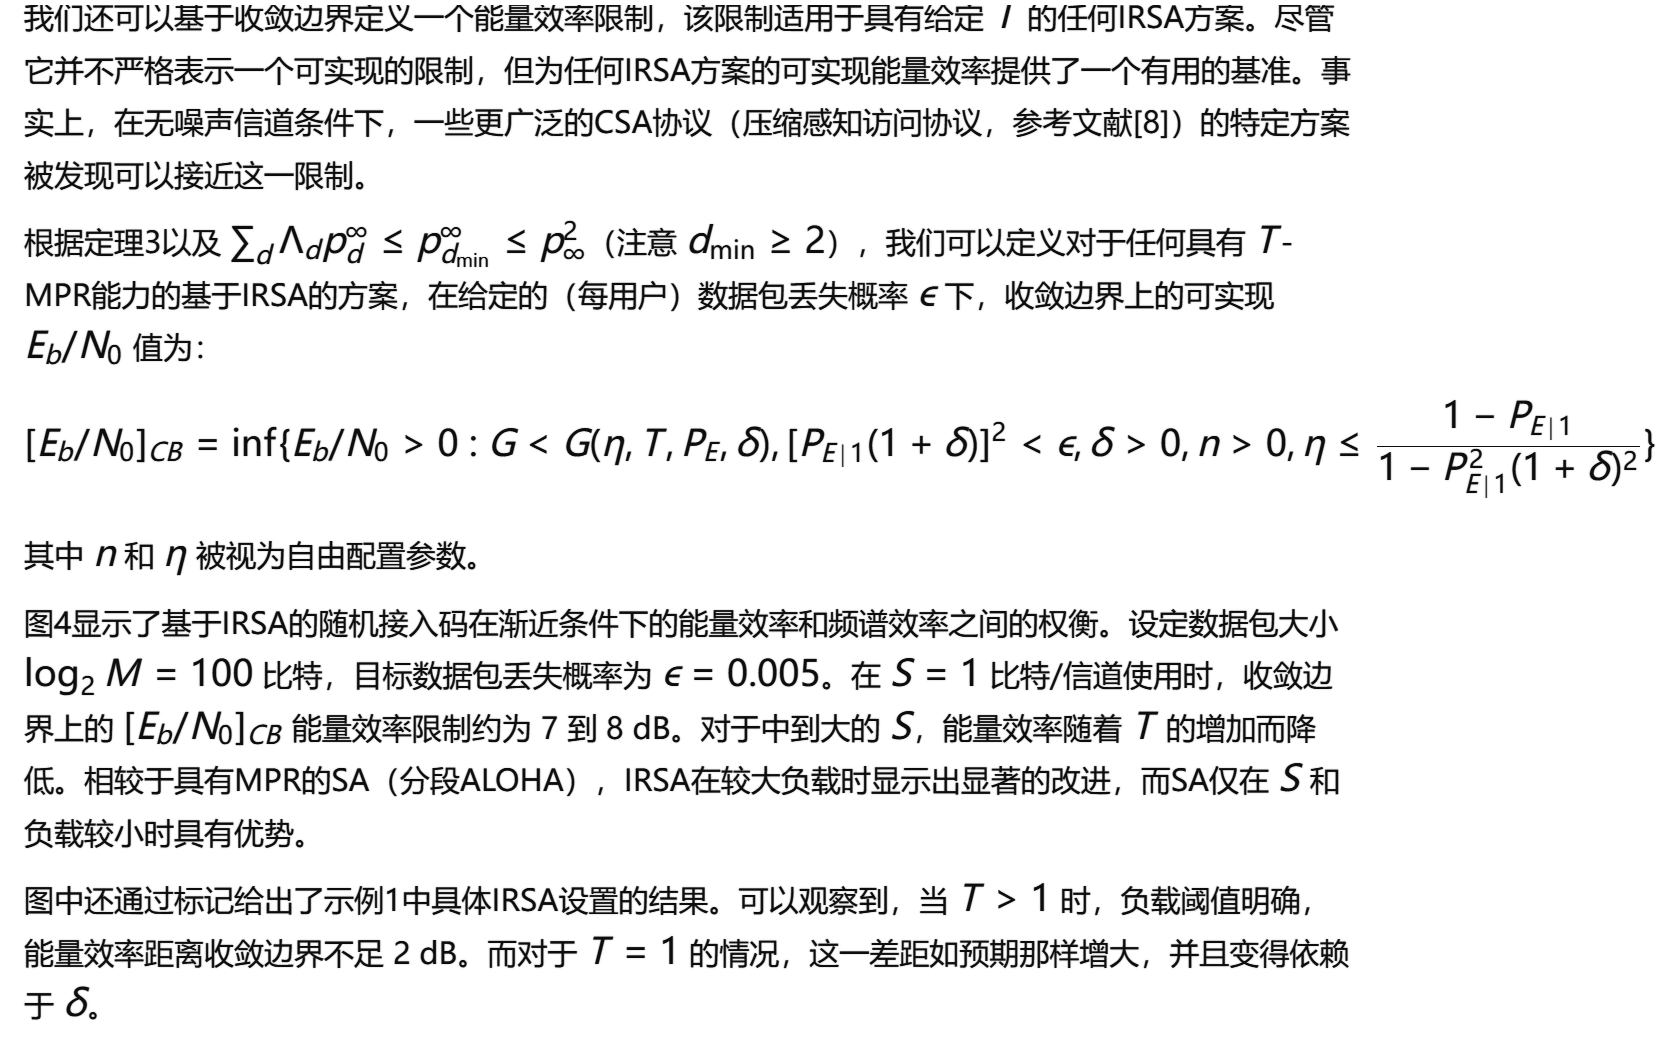 我们还可以基于收敛边界定义一个能量效率限制，该限制适用于具有给定 T 的任何IRSA方案。尽管
它并不严格表示一个可实现的限制，但为任何IRSA方案的可实现能量效率提供了一个有用的基准。事
实上，在无噪声信道条件下，一些更广泛的CSA协议（压缩感知访问协议，参考文献[8]）的特定方案
被发现可以接近这一限制。
根据定理3以及 ∑_d Λ_d p_d^∞ ≤ p_{d_min}^∞ ≤ p_∞^2（注意 d_min ≥ 2），我们可以定义对于任何具有 T-
MPR能力的基于IRSA的方案，在给定的（每用户）数据包丢失概率 ϵ 下，收敛边界上的可实现
E_b/N_0 值为：
[E_b/N_0]_{CB} = inf{E_b/N_0 > 0 : G < G(η, T, P_E, δ), [P_{E|1}(1 + δ)]^2 < ϵ, δ > 0, n > 0, η ≤ \frac{1 − P_{E|1}}{1 − P_{E|1}^2(1 + δ)^2}}
其中 n 和 η 被视为自由配置参数。
图4显示了基于IRSA的随机接入码在渐近条件下的能量效率和频谱效率之间的权衡。设定数据包大小
log_2 M = 100 比特，目标数据包丢失概率为 ϵ = 0.005。在 S = 1 比特/信道使用时，收敛边
界上的 [E_b/N_0]_{CB} 能量效率限制约为 7 到 8 dB。对于中到大的 S，能量效率随着 T 的增加而降
低。相较于具有MPR的SA（分段ALOHA），IRSA在较大负载时显示出显著的改进，而SA仅在 S 和
负载较小时具有优势。
图中还通过标记给出了示例1中具体IRSA设置的结果。可以观察到，当 T > 1 时，负载阈值明确，
能量效率距离收敛边界不足 2 dB。而对于 T = 1 的情况，这一差距如预期那样增大，并且变得依赖
于 δ。